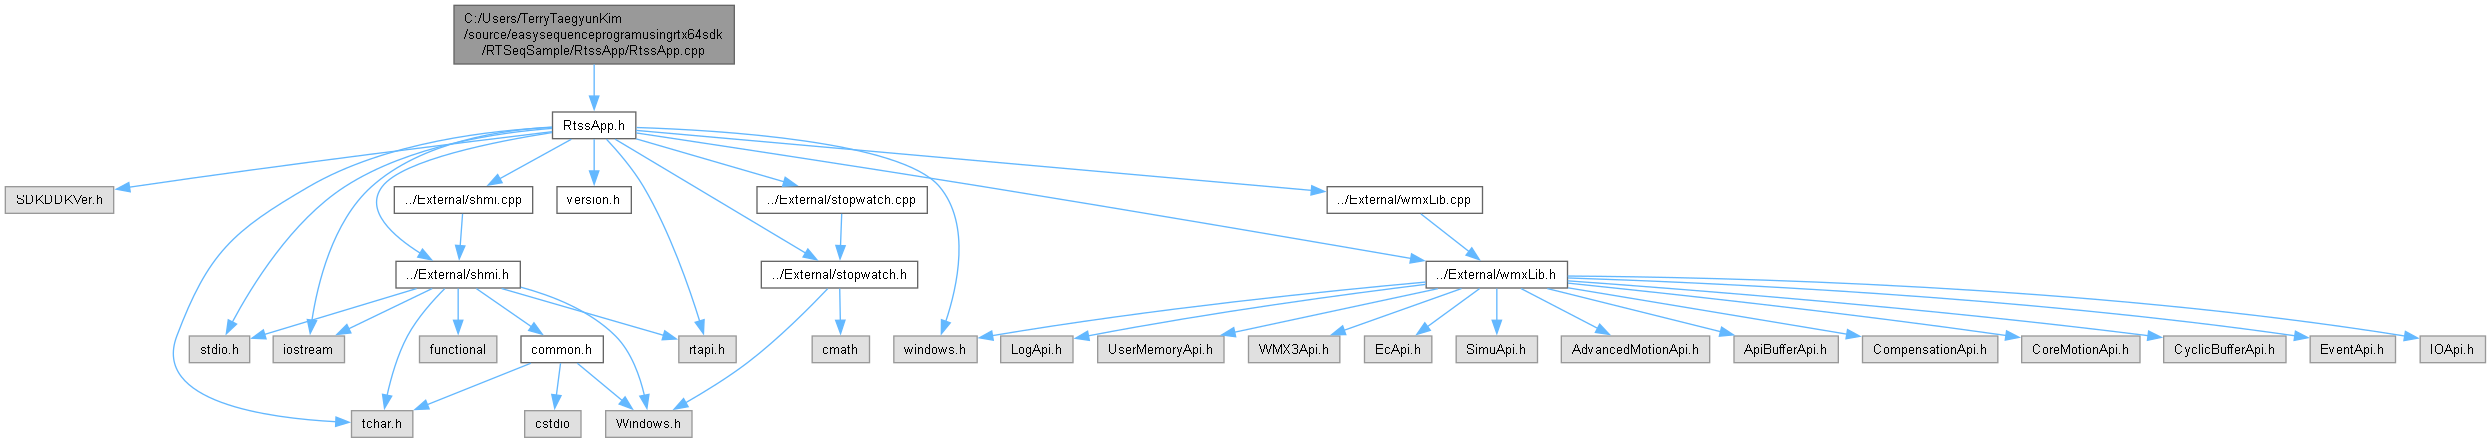 C:/Users/TerryTaegyunKim
/source/easysequenceprogramusingrtx64sdk
/RTSeqSample/RtssApp/RtssApp.cpp
RtssApp.h
SDKDDKVer.h
../External/shmi.cpp
version.h
../External/stopwatch.cpp
../External/wmxLib.cpp
../External/shmi.h
../External/stopwatch.h
../External/wmxLib.h
stdio.h
iostream
functional
common.h
rtapi.h
cmath
windows.h
LogApi.h
UserMemoryApi.h
WMX3Api.h
EcApi.h
SimuApi.h
AdvancedMotionApi.h
ApiBufferApi.h
CompensationApi.h
CoreMotionApi.h
CyclicBufferApi.h
EventApi.h
IOApi.h
tchar.h
cstdio
Windows.h